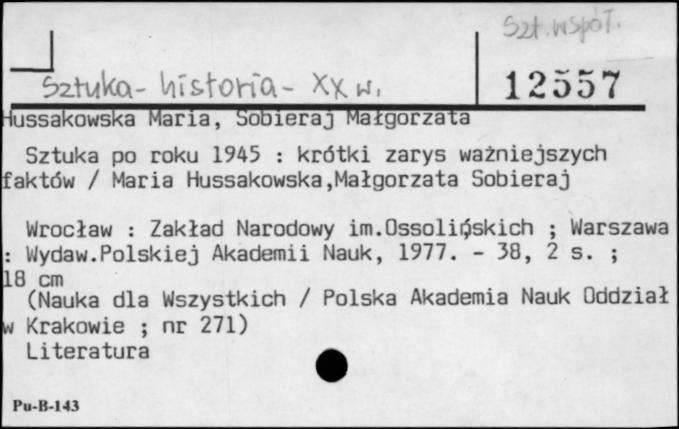 Szt. współ.
Sztuka - historia - XX w.
12557
Hussakowska Maria, Sobieraj Małgorzata
Sztuka po roku 1945 : krótki zarys ważniejszych
faktów / Maria Hussakowska,Małgorzata Sobieraj
Wrocław : Zakład Narodowy im.Ossolińskich ; Warszawa
: Wydaw.Polskiej Akademii Nauk, 1977. - 38, 2 s. ;
18 cm
(Nauka dla Wszystkich / Polska Akademia Nauk Oddział
w Krakowie ; nr 271)
Literatura
Pu-B-143